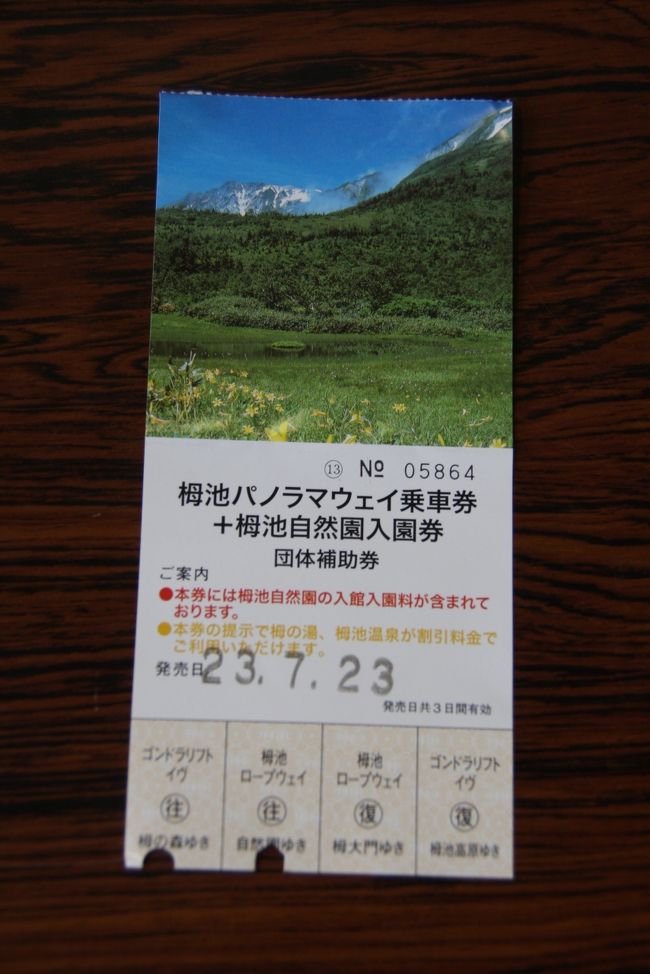 ⑬ № 05864
栂池パノラマウェイ乗車券
＋栂池自然園入園券
団体補助券
ご案内
●本券には栂池自然園の入館入園料が含まれて
おります。
●本券の提示で栂の湯、栂池温泉が割引料金で
ご利用いただけます。
発売日 23.7.23
発売日共３日間有効
ゴンドラリフト
イヴ
㊟往
栂の森ゆき
栂池
ロープウェイ
往
自然園ゆき
栂池
ロープウェイ
復
栂大門ゆき
ゴンドラリフト
イヴ
復
栂池高原ゆき